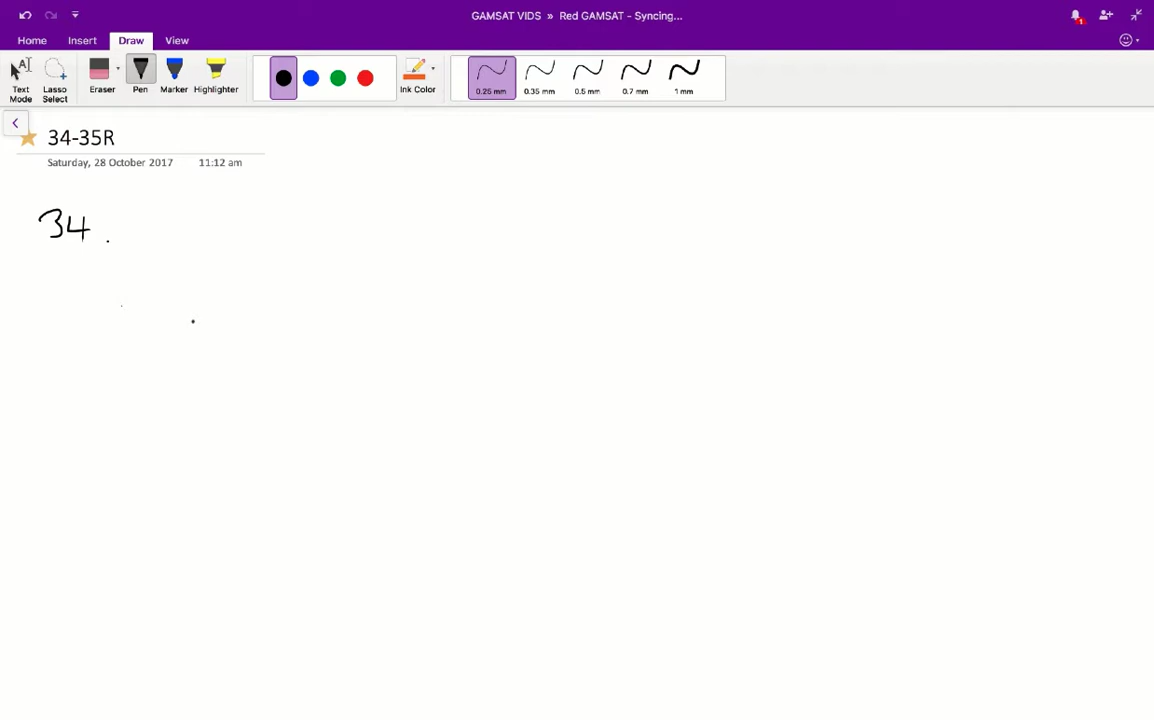 GAMSAT VIDS » Red GAMSAT - Syncing...
1
Home Insert Draw View
Text Mode Lasso Select Eraser Pen Marker Highlighter Ink Color 0.25 mm 0.35 mm 0.5 mm 0.7 mm 1 mm
34-35R
Saturday, 28 October 2017 11:12 am
34.